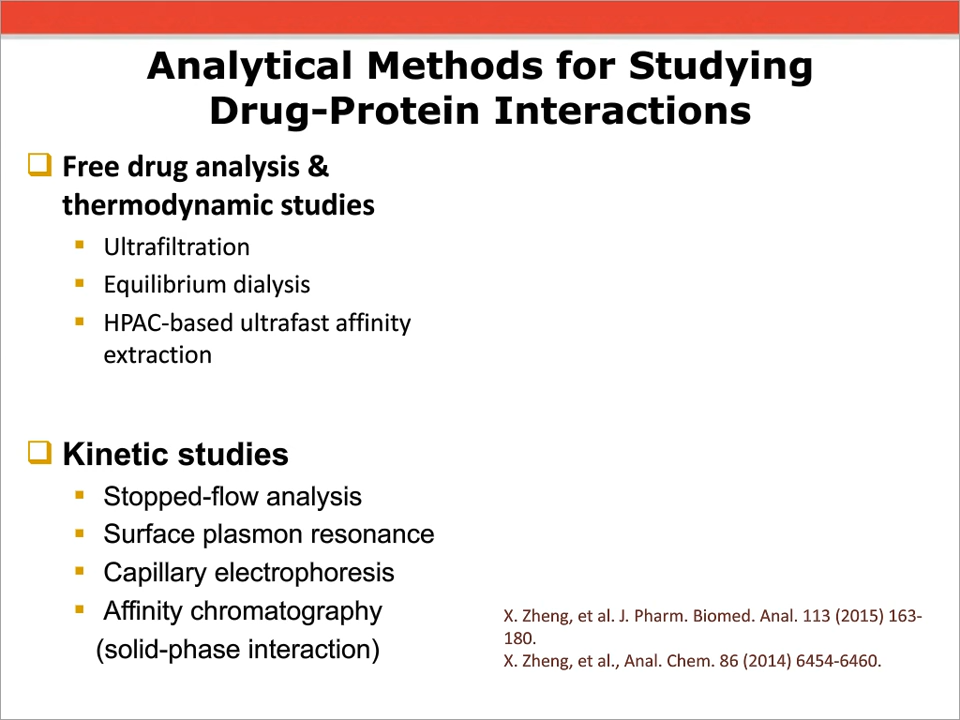 Analytical Methods for Studying
Drug-Protein Interactions
Free drug analysis &
thermodynamic studies
Ultrafiltration
Equilibrium dialysis
HPAC-based ultrafast affinity
extraction
Kinetic studies
Stopped-flow analysis
Surface plasmon resonance
Capillary electrophoresis
Affinity chromatography
(solid-phase interaction)
X. Zheng, et al. J. Pharm. Biomed. Anal. 113 (2015) 163-
180.
X. Zheng, et al., Anal. Chem. 86 (2014) 6454-6460.